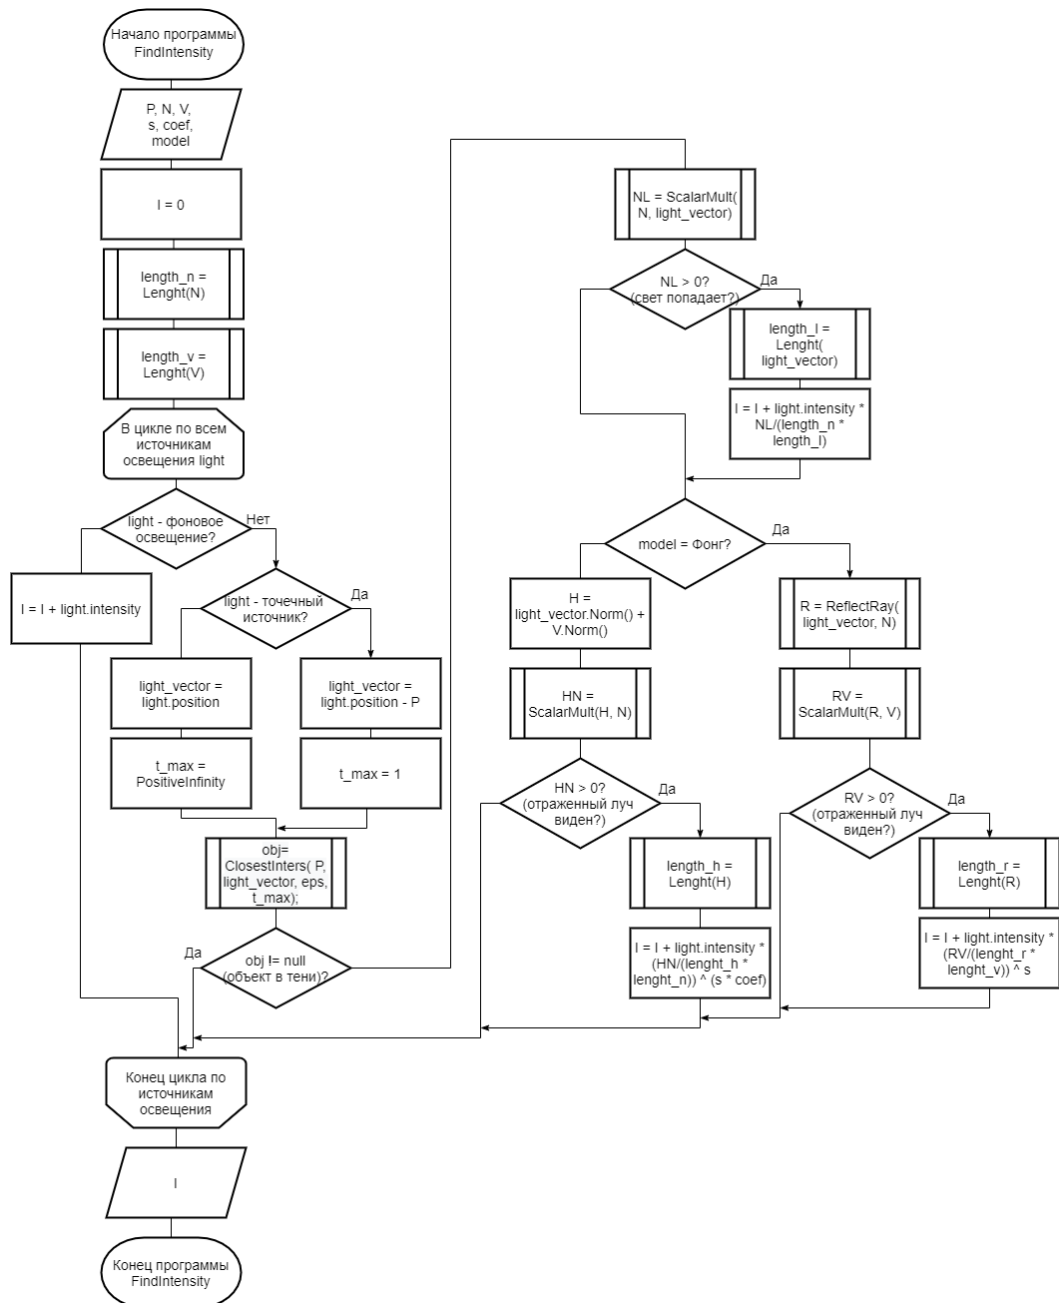 Начало программы
FindIntensity
P, N, V,
s, coef,
model
I = 0
length_n =
Lenght(N)
length_v =
Lenght(V)
В цикле по всем
источникам
освещения light
light - фоновое
освещение?
Нет
I = I + light.intensity
light - точечный
источник?
Да
light_vector =
light.position
light_vector =
light.position - P
t_max =
PositiveInfinity
t_max = 1
obj=
ClosestInters( P,
light_vector, eps,
t_max);
Да
obj != null
(объект в тени)?
NL = ScalarMult(
N, light_vector)
NL > 0?
(свет попадает?)
Да
length_l =
Lenght(
light_vector)
I = I + light.intensity *
NL/(length_n *
length_l)
model = Фонг?
Да
H =
light_vector.Norm() +
V.Norm()
R = ReflectRay(
light_vector, N)
HN =
ScalarMult(H, N)
RV =
ScalarMult(R, V)
HN > 0?
(отраженный луч
виден?)
Да
RV > 0?
(отраженный луч
виден?)
Да
length_h =
Lenght(H)
length_r =
Lenght(R)
I = I + light.intensity *
(HN/(lenght_h *
lenght_n)) ^ (s * coef)
I = I + light.intensity *
(RV/(lenght_r *
lenght_v)) ^ s
Конец цикла по
источникам
освещения
I
Конец программы
FindIntensity